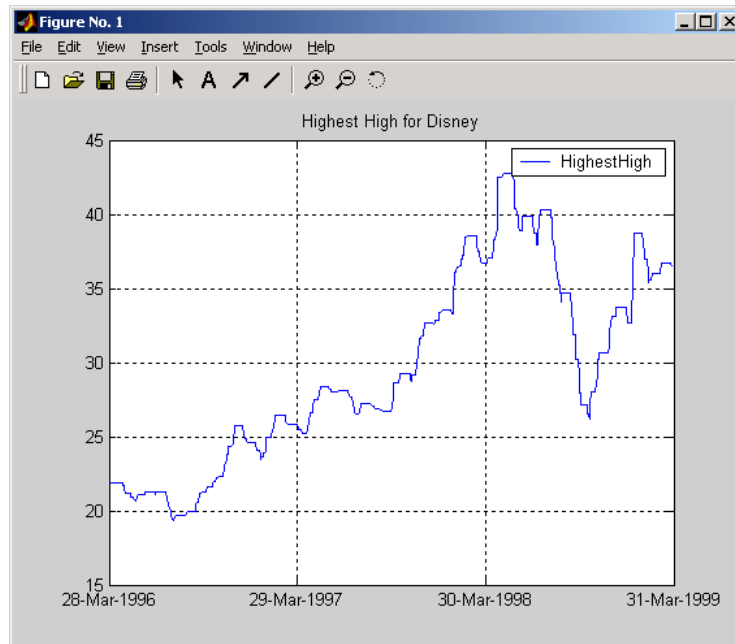 Figure No. 1
File Edit View Insert Tools Window Help
A
Highest High for Disney
HighestHigh
45
40
35
30
25
20
15
28-Mar-1996 29-Mar-1997 30-Mar-1998 31-Mar-1999